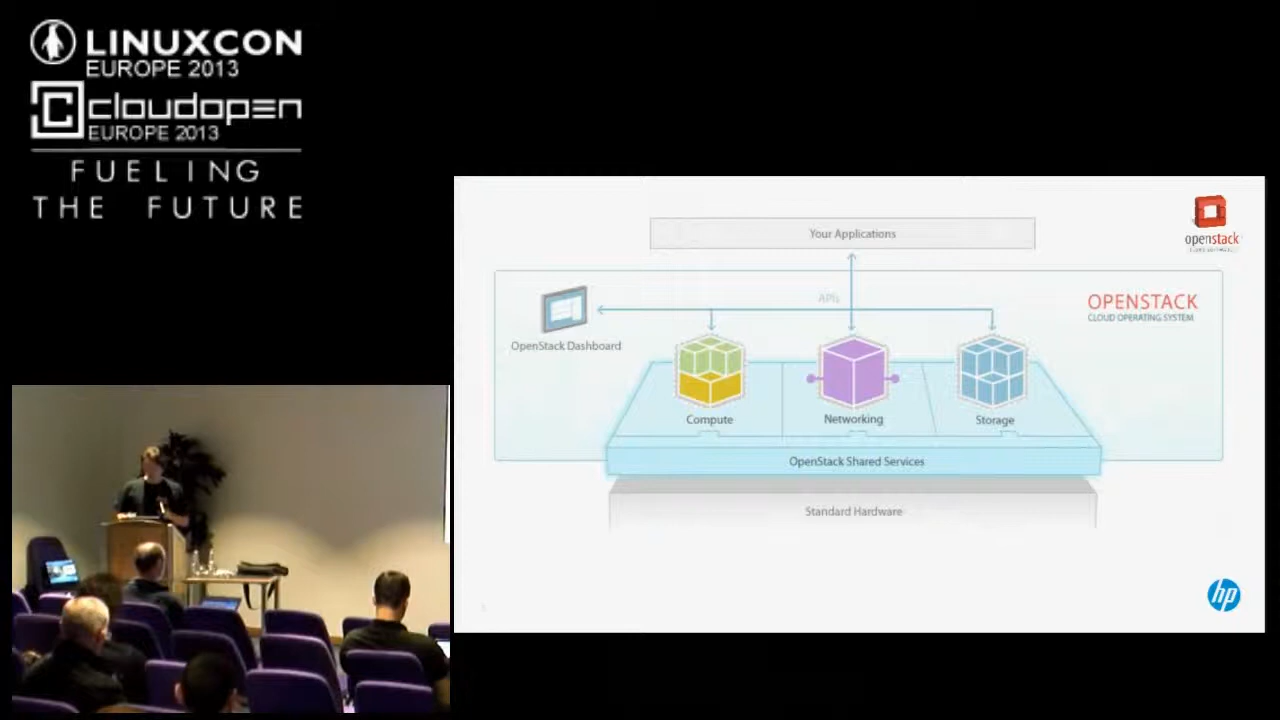 LINUXCON
EUROPE 2013
cloudopen
EUROPE 2013
FUELING
THE FUTURE
openstack
Your Applications
APIs
OPENSTACK
CLOUD OPERATING SYSTEM
OpenStack Dashboard
Compute
Networking
Storage
OpenStack Shared Services
Standard Hardware
hp